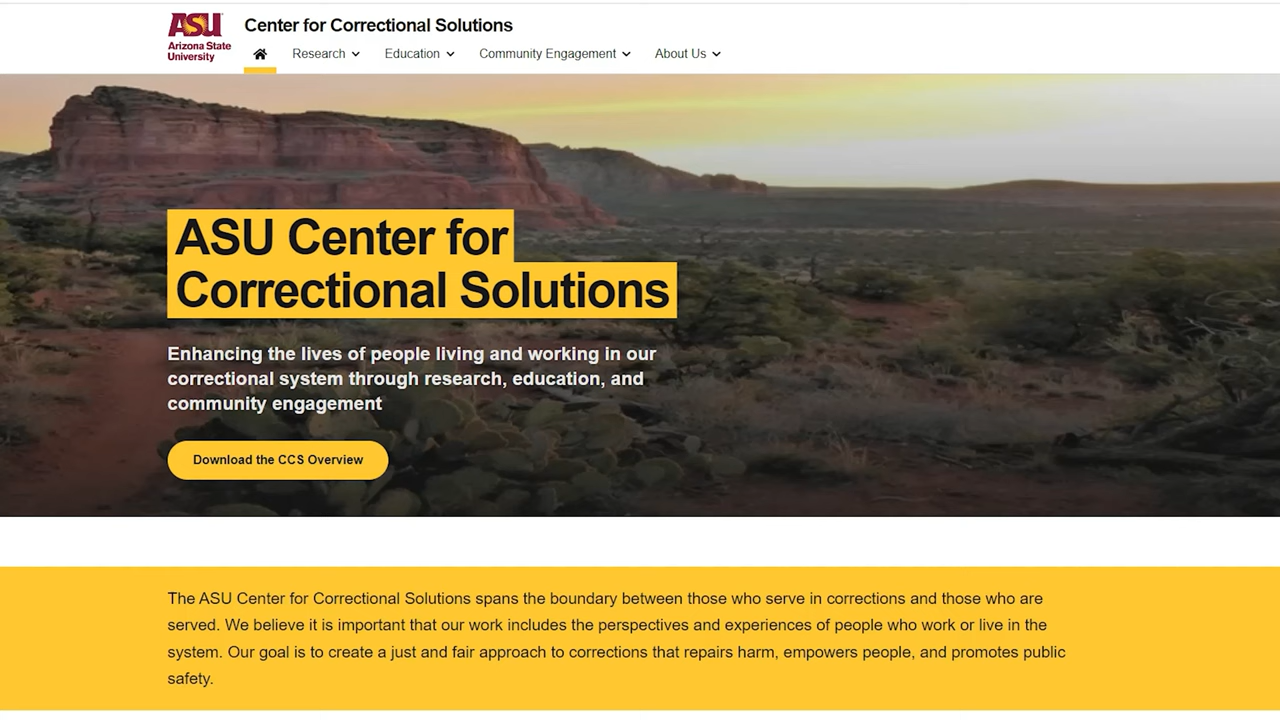 ASU
Arizona State
University
Center for Correctional Solutions
Research Education Community Engagement About Us
ASU Center for
Correctional Solutions
Enhancing the lives of people living and working in our
correctional system through research, education, and
community engagement
Download the CCS Overview
The ASU Center for Correctional Solutions spans the boundary between those who serve in corrections and those who are
served. We believe it is important that our work includes the perspectives and experiences of people who work or live in the
system. Our goal is to create a just and fair approach to corrections that repairs harm, empowers people, and promotes public
safety.